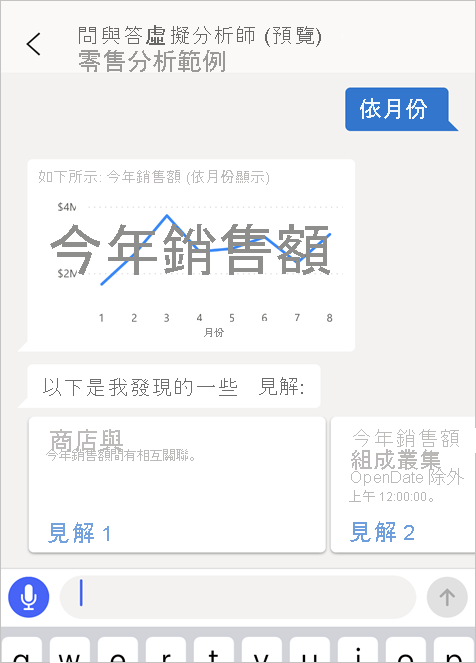 問與答虛擬分析師 (預覽)
零售分析範例
依月份
如下所示: 今年銷售額 (依月份顯示)
$4M
今年銷售額
$2M
1 2 3 4 5 6 7 8
月份
以下是我發現的一些 見解:
商店與
今年銷售額間有相互關聯。
見解 1
今年銷售額
組成叢集
OpenDate 除外
上午 12:00:00。
見解 2
q w e r t y u i o p